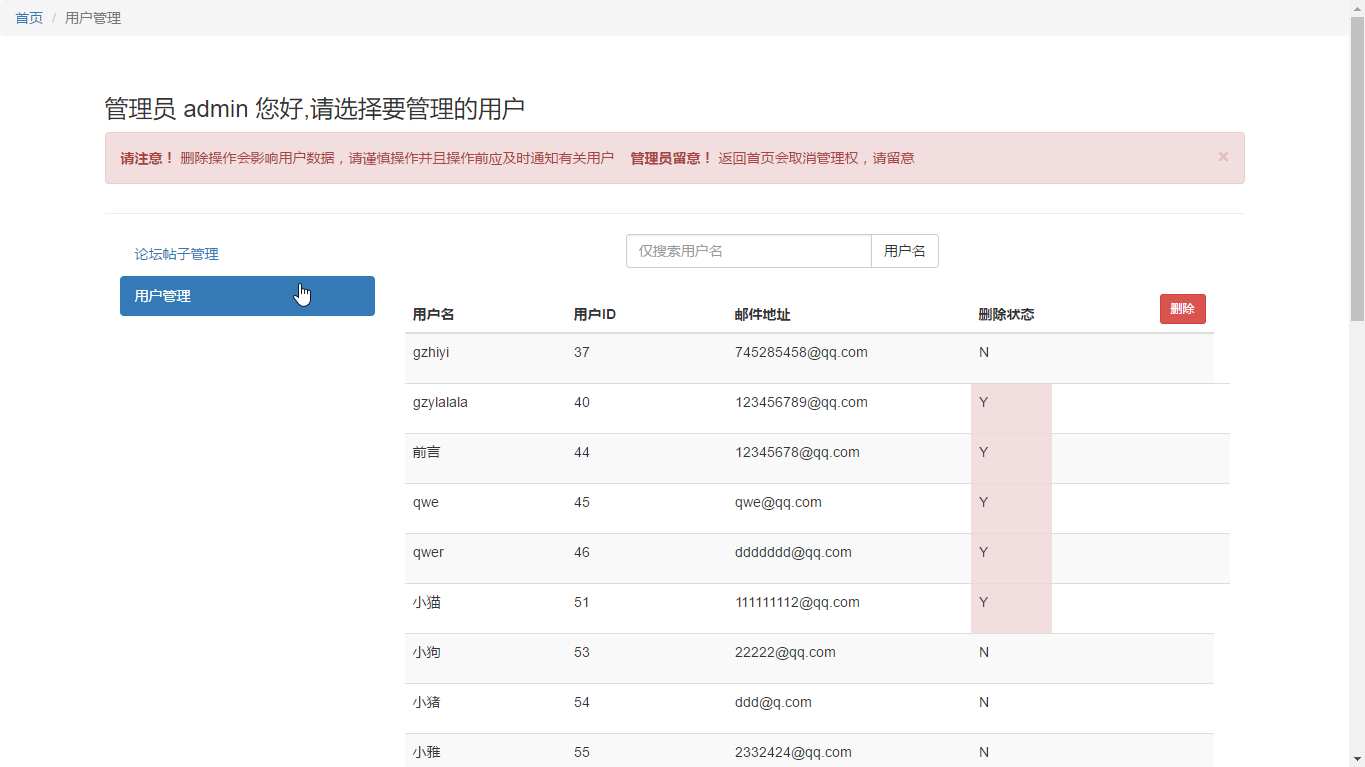 首页 / 用户管理
管理员 admin 您好,请选择要管理的用户
请注意！ 删除操作会影响用户数据，请谨慎操作并且操作前应及时通知有关用户 管理员留意！ 返回首页会取消管理权，请留意 ×
论坛帖子管理
用户管理
仅搜索用户名 用户名
用户名 用户ID 邮件地址 删除状态 删除
gzhiyi 37 745285458@qq.com N
gzylalala 40 123456789@qq.com Y
前言 44 12345678@qq.com Y
qwe 45 qwe@qq.com Y
qwer 46 ddddddd@qq.com Y
小猫 51 111111112@qq.com Y
小狗 53 22222@qq.com N
小猪 54 ddd@q.com N
小雅 55 2332424@qq.com N